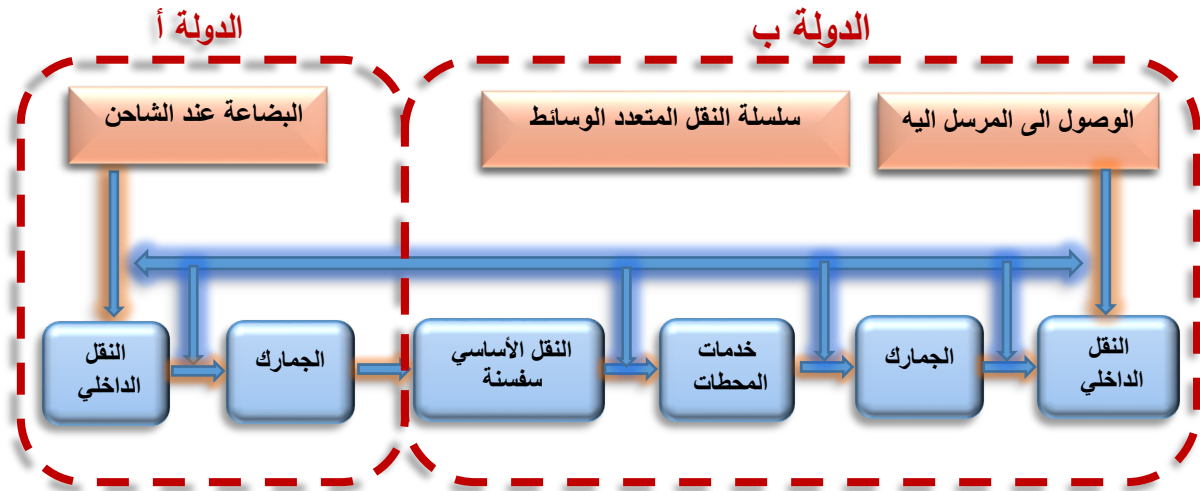 الدولة أ
الدولة ب
البضاعة عند الشاحن
سلسلة النقل المتعدد الوسائط
الوصول الى المرسل اليه
النقل
الداخلي
الجمارك
النقل الأساسي
سفسنة
خدمات
المحطات
الجمارك
النقل
الداخلي